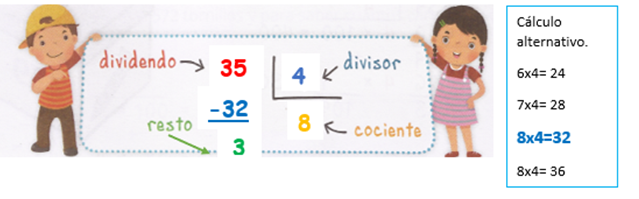 dividendo 35 4 divisor
-32
resto 8 cociente
3
Cálculo
alternativo.
6x4= 24
7x4= 28
8x4=32
8x4= 36